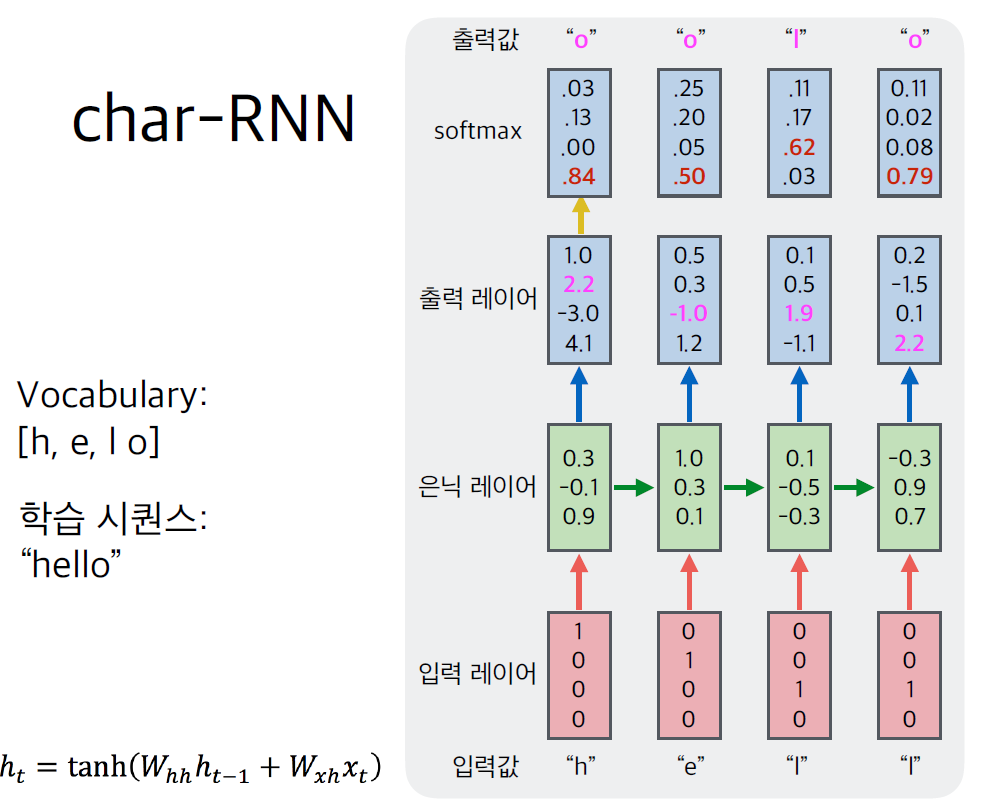 char-RNN
Vocabulary:
[h, e, l o]
학습 시퀀스:
“hello”
h_t = tanh(W_{hh}h_{t−1} + W_{xh}x_t)
출력값 “o” “o” “l” “o”
softmax
.03 .25 .11 0.11
.13 .20 .17 0.02
.00 .05 .62 0.08
.84 .50 .03 0.79
출력 레이어
1.0 0.5 0.1 0.2
2.2 0.3 0.5 −1.5
−3.0 -1.0 1.9 0.1
4.1 1.2 −1.1 2.2
은닉 레이어
0.3 1.0 0.1 −0.3
−0.1 0.3 −0.5 0.9
0.9 0.1 −0.3 0.7
입력 레이어
1 0 0 0
0 1 0 0
0 0 1 1
0 0 0 0
입력값 “h” “e” “l” “l”